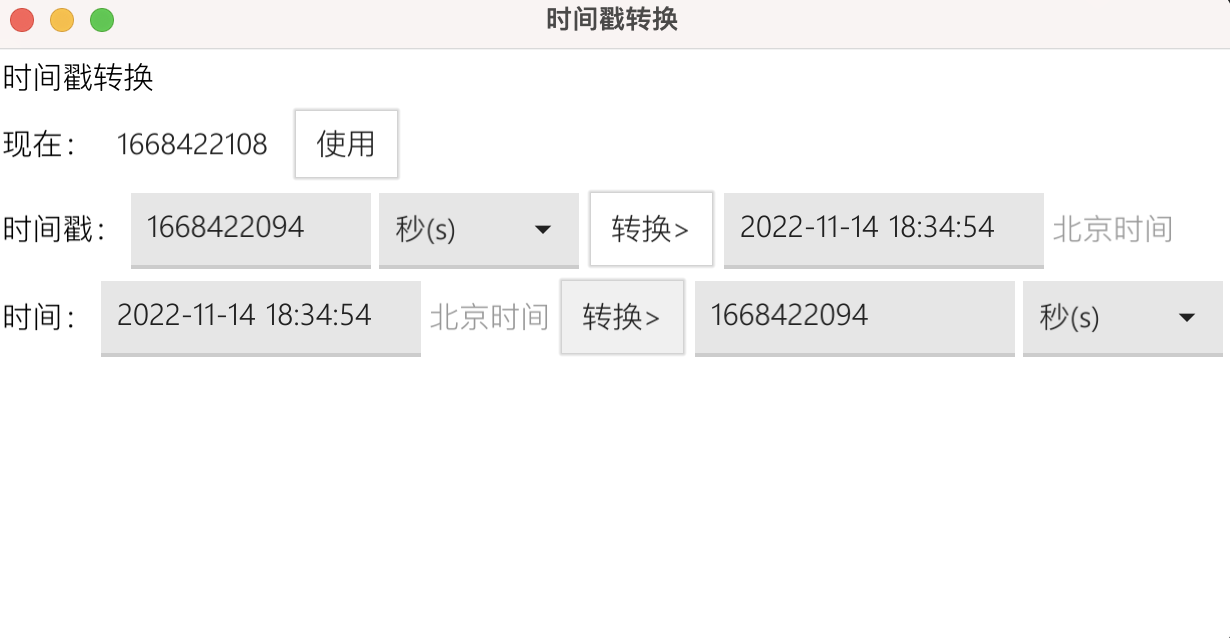 时间戳转换
时间戳转换
现在： 1668422108 使用
时间戳： 1668422094 秒(s) 转换> 2022-11-14 18:34:54 北京时间
时间： 2022-11-14 18:34:54 北京时间 转换> 1668422094 秒(s)